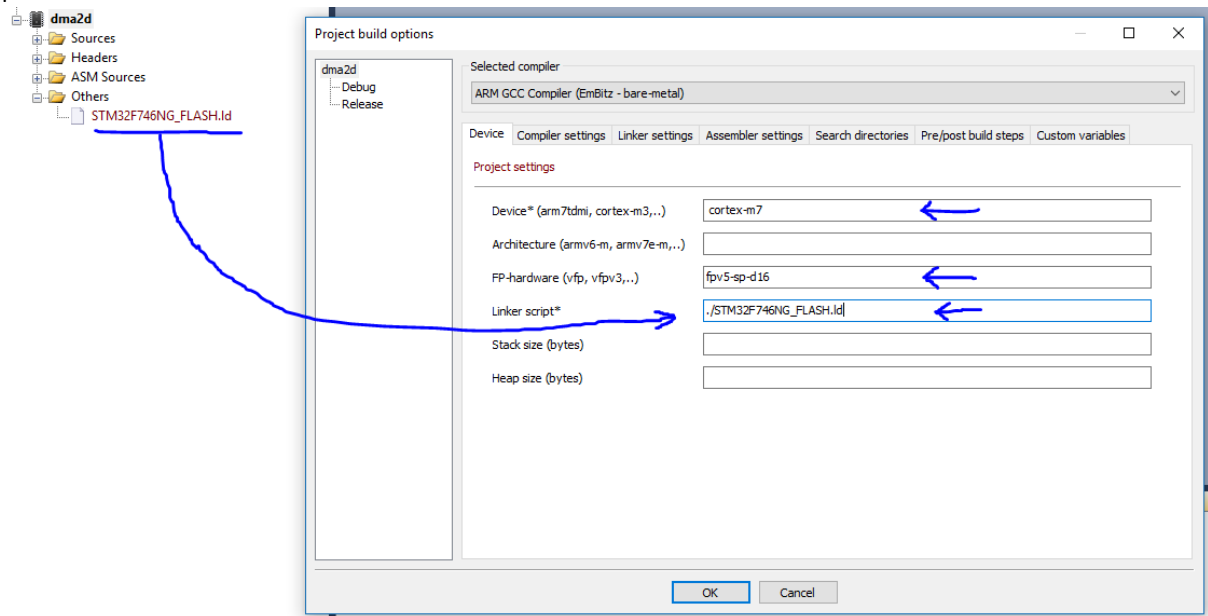 dma2d
Sources
Headers
ASM Sources
Others
STM32F746NG_FLASH.ld
Project build options
dma2d
Debug
Release
Selected compiler
ARM GCC Compiler (EmBitz - bare-metal)
Device Compiler settings Linker settings Assembler settings Search directories Pre/post build steps Custom variables
Project settings
Device* (arm7tdmi, cortex-m3,..) cortex-m7
Architecture (armv6-m, armv7e-m,..)
FP-hardware (vfp, vfpv3,..) fpv5-sp-d16
Linker script* ./STM32F746NG_FLASH.ld
Stack size (bytes)
Heap size (bytes)
OK Cancel